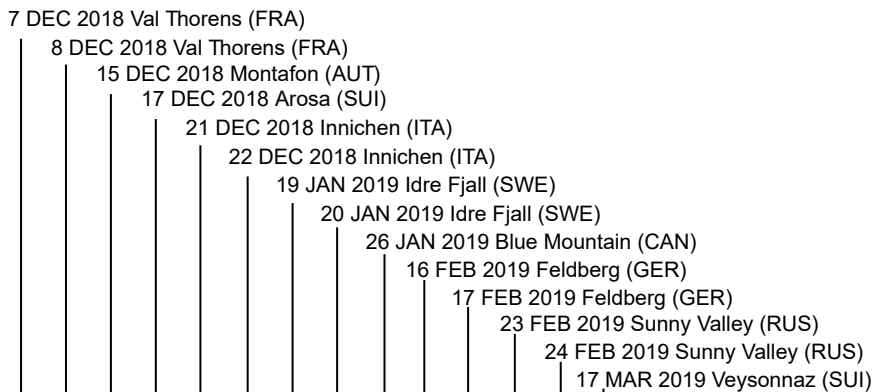 7 DEC 2018 Val Thorens (FRA)
8 DEC 2018 Val Thorens (FRA)
15 DEC 2018 Montafon (AUT)
17 DEC 2018 Arosa (SUI)
21 DEC 2018 Innichen (ITA)
22 DEC 2018 Innichen (ITA)
19 JAN 2019 Idre Fjall (SWE)
20 JAN 2019 Idre Fjall (SWE)
26 JAN 2019 Blue Mountain (CAN)
16 FEB 2019 Feldberg (GER)
17 FEB 2019 Feldberg (GER)
23 FEB 2019 Sunny Valley (RUS)
24 FEB 2019 Sunny Valley (RUS)
17 MAR 2019 Veysonnaz (SUI)